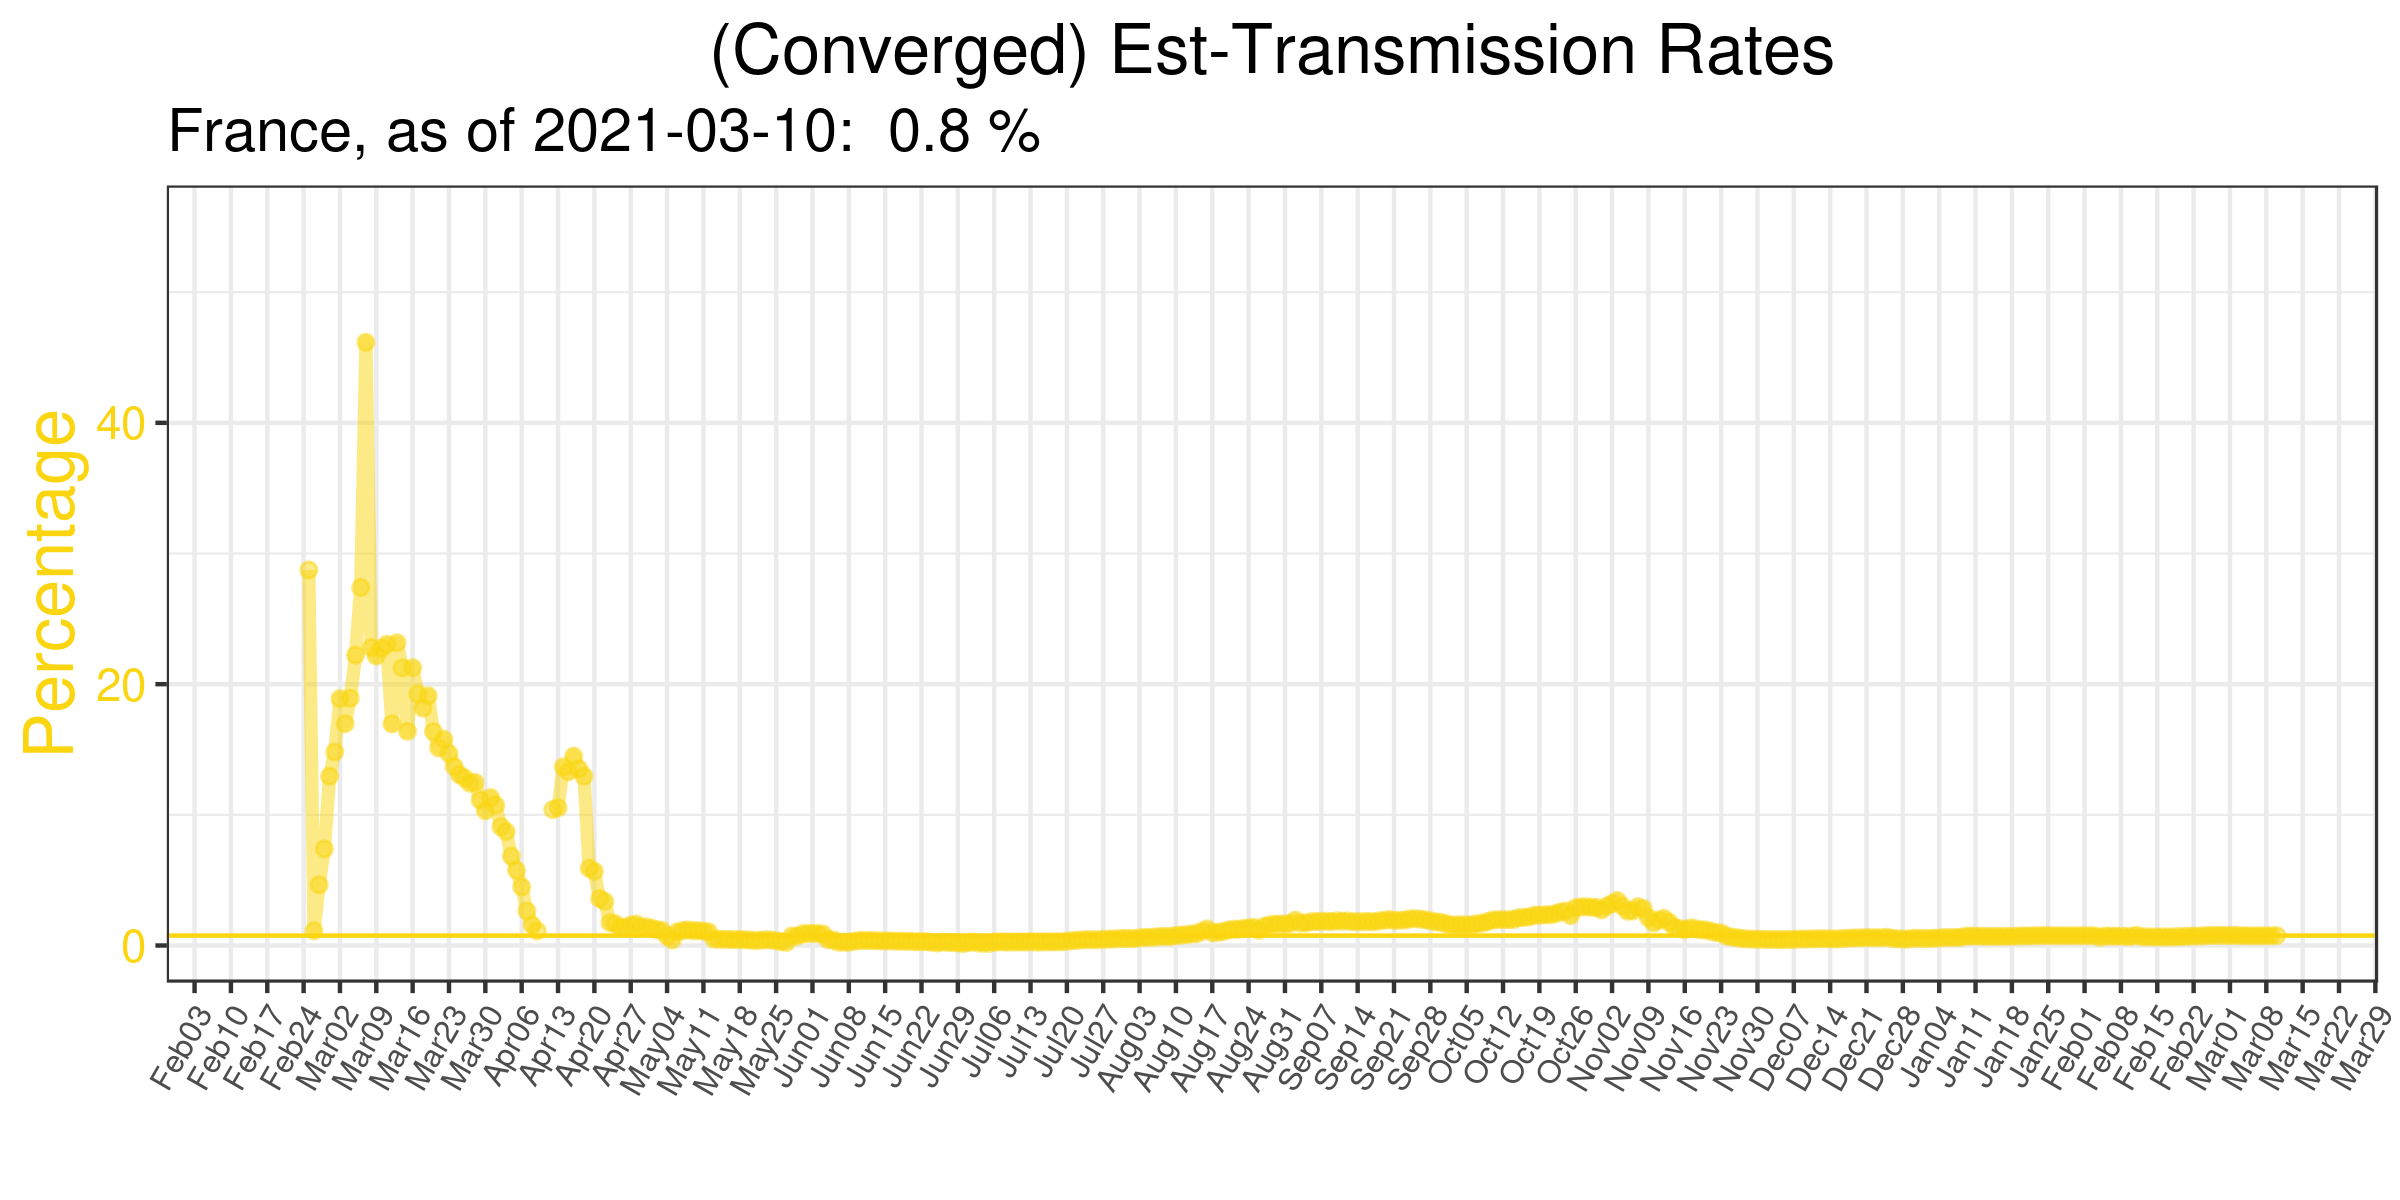 (Converged) Est-Transmission Rates
France, as of 2021-03-10:  0.8 %
Percentage
40
20
0
Feb03
Feb10
Feb17
Feb24
Mar02
Mar09
Mar16
Mar23
Mar30
Apr06
Apr13
Apr20
Apr27
May04
May11
May18
May25
Jun01
Jun08
Jun15
Jun22
Jun29
Jul06
Jul13
Jul20
Jul27
Aug03
Aug10
Aug17
Aug24
Aug31
Sep07
Sep14
Sep21
Sep28
Oct05
Oct12
Oct19
Oct26
Nov02
Nov09
Nov16
Nov23
Nov30
Dec07
Dec14
Dec21
Dec28
Jan04
Jan11
Jan18
Jan25
Feb01
Feb08
Feb15
Feb22
Mar01
Mar08
Mar15
Mar22
Mar29